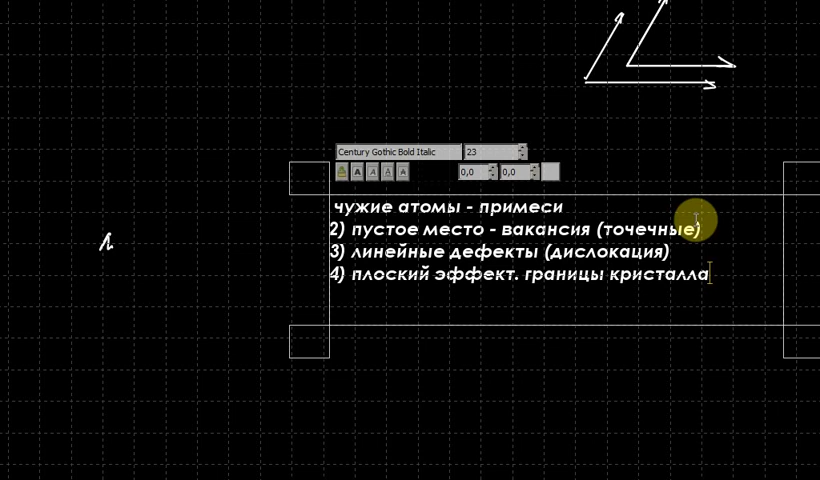 Century Gothic Bold Italic 23
A A A A 0,0 0,0
чужие атомы - примеси
2) пустое место - вакансия (точечные)
3) линейные дефекты (дислокация)
4) плоский эффект. границы кристалла